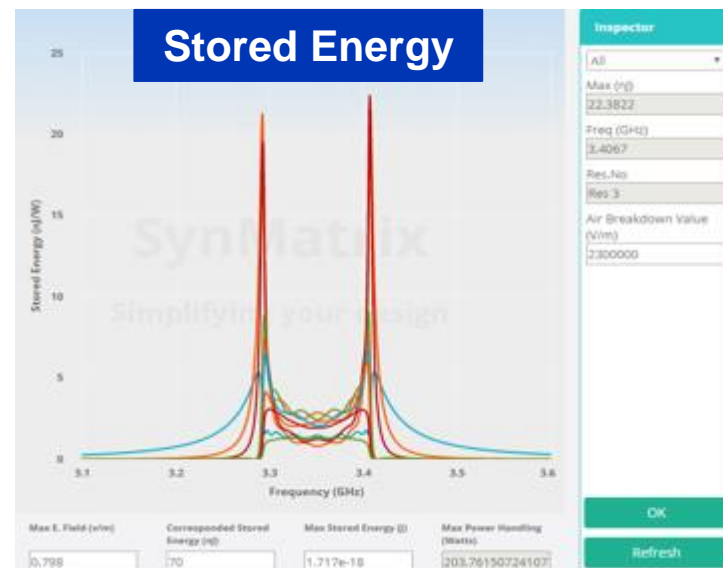 Stored Energy
25
20
15
10
5
0
Stored Energy (nJ/W)
SynMatrix
Simplifying your design
3.1 3.2 3.3 3.4 3.5 3.6
Frequency (GHz)
Max E. Field (v/m)
0.798
Corresponded Stored
Energy (nJ)
70
Max Stored Energy (J)
1.717e-18
Max Power Handling
(Watts)
203.76150724107
Inspector
All
Max (nJ)
22.3822
Freq (GHz)
3.4067
Res.No
Res 3
Air Breakdown Value
(V/m)
2300000
OK
Refresh